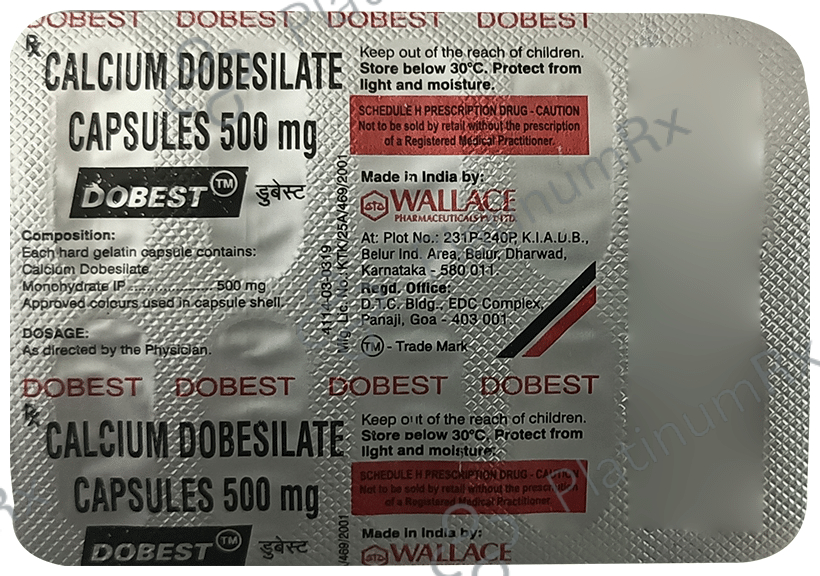 DOBEST DOBEST DOBEST DOBEST
Rx
CALCIUM DOBESILATE
CAPSULES 500 mg
DOBEST™ डुबेस्ट
Composition:
Each hard gelatin capsule contains:
Calcium Dobesilate
Monohydrate IP .................... 500 mg
Approved colours used in capsule shell.
DOSAGE:
As directed by the Physician.
4114-03-0319
Mfg. Lic. No.: KTK/25A/469/2001
Keep out of the reach of children.
Store below 30°C. Protect from
light and moisture.
SCHEDULE H PRESCRIPTION DRUG - CAUTION
Not to be sold by retail without the prescription
of a Registered Medical Practitioner.
Made in India by:
WALLACE
PHARMACEUTICALS PVT. LTD.
At: Plot No.: 231P-240P, K.I.A.D.B.,
Belur Ind. Area, Belur, Dharwad,
Karnataka - 580 011.
Regd. Office:
D.T.C. Bldg., EDC Complex,
Panaji, Goa - 403 001
TM - Trade Mark
DOBEST DOBEST DOBEST DOBEST
Rx
CALCIUM DOBESILATE
CAPSULES 500 mg
DOBEST™ डुबेस्ट
/469/2001
Keep out of the reach of children.
Store below 30°C. Protect from
light and moisture.
SCHEDULE H PRESCRIPTION DRUG - CAUTION
Not to be sold by retail without the prescription
of a Registered Medical Practitioner.
Made in India by:
WALLACE
PlatinumRx
PlatinumRx